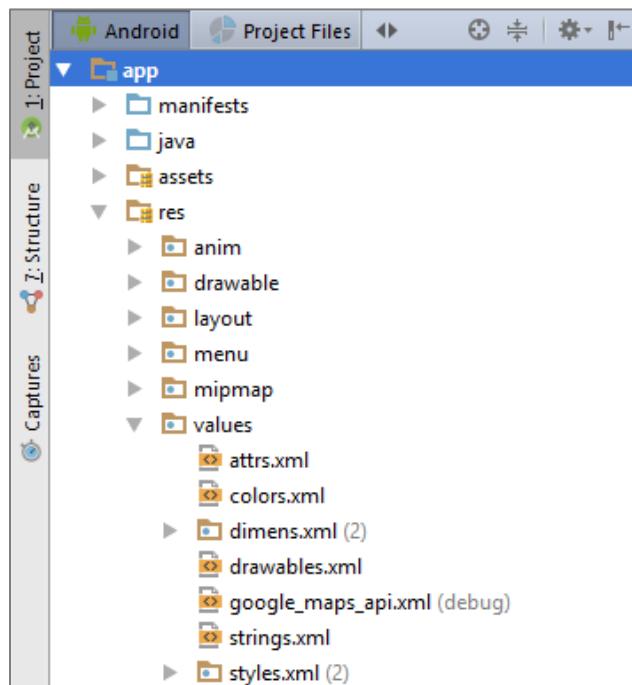 Android Project Files
1: Project
7: Structure
Captures
app
manifests
java
assets
res
anim
drawable
layout
menu
mipmap
values
attrs.xml
colors.xml
dimens.xml (2)
drawables.xml
google_maps_api.xml (debug)
strings.xml
styles.xml (2)